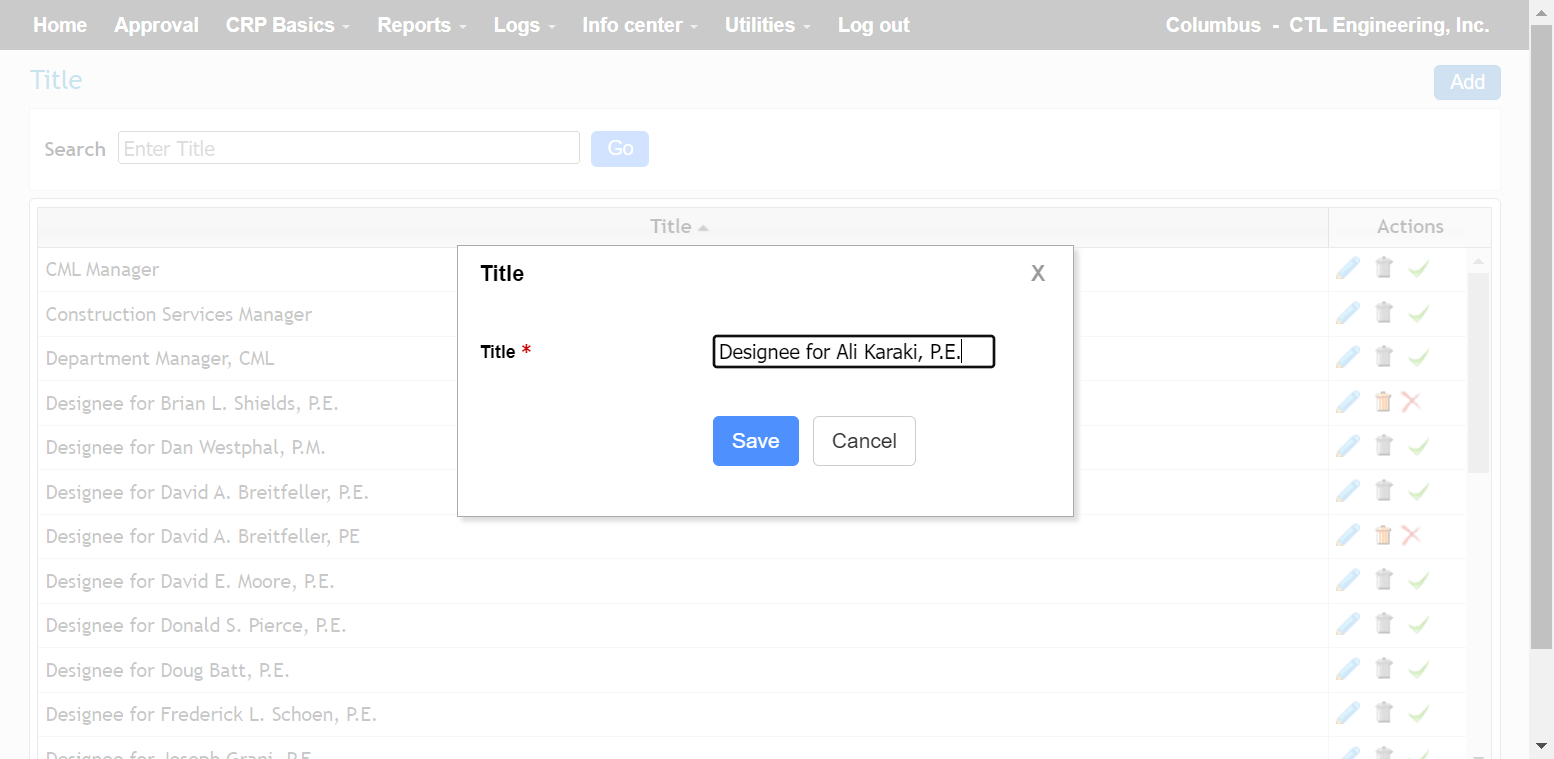 Home Approval CRP Basics Reports Logs Info center Utilities Log out Columbus - CTL Engineering, Inc.
Title Add
Search Enter Title Go
Title Actions
CML Manager
Construction Services Manager
Department Manager, CML
Designee for Brian L. Shields, P.E.
Designee for Dan Westphal, P.M.
Designee for David A. Breitfeller, P.E.
Designee for David A. Breitfeller, PE
Designee for David E. Moore, P.E.
Designee for Donald S. Pierce, P.E.
Designee for Doug Batt, P.E.
Designee for Frederick L. Schoen, P.E.
Designee for Joseph
Title X
Title * Designee for Ali Karaki, P.E.
Save Cancel